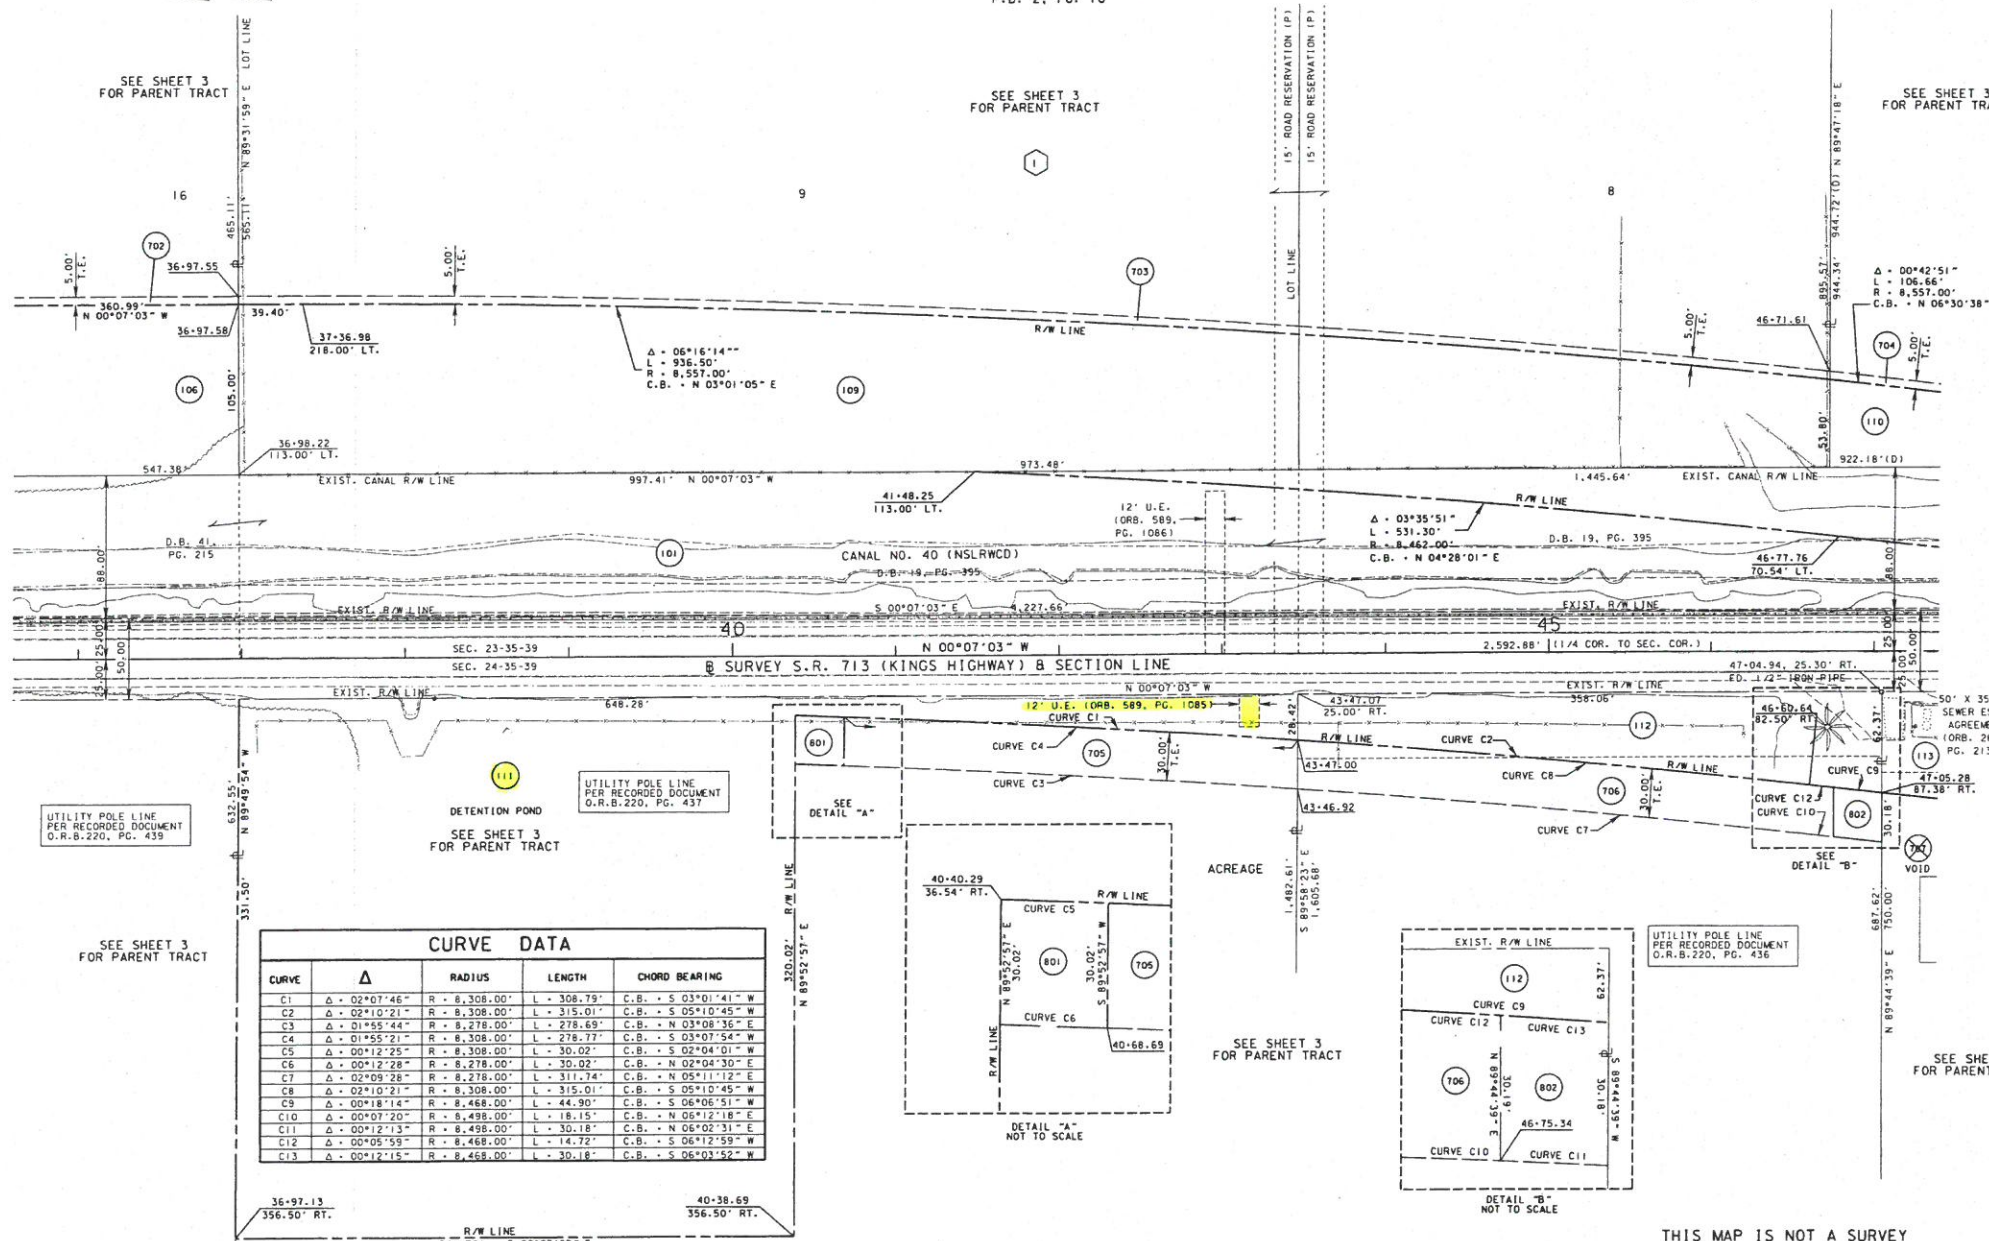 SEE SHEET 3
FOR PARENT TRACT
N 89°31'59" E LOT LINE
465.11'
565.11'
SEE SHEET 3
FOR PARENT TRACT
1
15' ROAD RESERVATION (P)
15' ROAD RESERVATION (P)
LOT LINE
944.72'(D) N 89°47'18" E
895.57'
944.34'
SEE SHEET 3
16
9
8
702
5.00'
T.E.
36+97.55
360.99'
N 00°07'03" W
36+97.58
39.40'
37+36.98
218.00' LT.
5.00'
T.E.
703
R/W LINE
Δ = 06°16'14""
L = 936.50'
R = 8,557.00'
C.B. = N 03°01'05" E
46+71.61
5.00'
T.E.
Δ = 00°42'51"
L = 106.66'
R = 8,557.00'
C.B. = N 06°30'38"
704
5.00'
T.E.
106
105.00'
109
110
53.80'
36+98.22
113.00' LT.
547.38'
EXIST. CANAL R/W LINE
997.41' N 00°07'03" W
973.48'
41+48.25
113.00' LT.
1,445.64'
EXIST. CANAL R/W LINE
922.18'(D)
R/W LINE
12' U.E.
(ORB. 589,
PG. 1086)
Δ = 03°35'51"
L = 531.30'
R = 8,462.00'
C.B. = N 04°28'01" E
D.B. 41,
PG. 215
101
CANAL NO. 40 (NSLRWCD)
D.B. 19, PG. 395
D.B. 19, PG. 395
46+77.76
70.54' LT.
88.00'
88.00'
EXIST. R/W LINE
S 00°07'03" E 4,227.66
EXIST. R/W LINE
40
45
25.00'
50.00'
25.00'
25.00'
50.00'
25.00
SEC. 23-35-39
N 00°07'03" W
2,592.88' (1/4 COR. TO SEC. COR.)
SEC. 24-35-39
B SURVEY S.R. 713 (KINGS HIGHWAY) & SECTION LINE
47+04.94, 25.30' RT.
FD. 1/2" IRON PIPE
EXIST. R/W LINE
N 00°07'03" W
EXIST. R/W LINE
648.28'
12' U.E. (ORB. 589, PG. 1085)
43+47.07
25.00' RT.
358.06'
46+60.64
82.50' RT.
CURVE C1
28.42'
R/W LINE
112
62.37'
801
CURVE C4
705
30.00'
T.E.
CURVE C2
CURVE C8
R/W LINE
CURVE C9
113
CURVE C3
43+47.00
706
30.00'
T.E.
47+05.28
87.38' RT.
CURVE C12
CURVE C10
802
30.18'
43+46.92
CURVE C7
111
DETENTION POND
SEE SHEET 3
FOR PARENT TRACT
UTILITY POLE LINE
PER RECORDED DOCUMENT
O.R.B.220, PG. 437
SEE
DETAIL "A"
UTILITY POLE LINE
PER RECORDED DOCUMENT
O.R.B.220, PG. 439
632.55'
N 89°49'54" W
331.50'
SEE
DETAIL "B"
VOID
ACREAGE
1,482.61'
S 89°58'23" E
1,605.68'
R/W LINE
320.02'
N 89°52'57" E
40+40.29
36.54' RT.
R/W LINE
CURVE C5
N 89°52'57" E
30.02'
801
30.02'
S 89°52'57" W
705
CURVE C6
R/W LINE
40+68.69
DETAIL "A"
NOT TO SCALE
SEE SHEET 3
FOR PARENT TRACT
SEE SHEET 3
FOR PARENT TRACT
EXIST. R/W LINE
112
62.37'
CURVE C9
CURVE C12
CURVE C13
706
N 89°44'39" E
30.19'
802
S 89°44'39" W
30.18'
46+75.34
CURVE C10
CURVE C11
DETAIL "B"
NOT TO SCALE
UTILITY POLE LINE
PER RECORDED DOCUMENT
O.R.B.220, PG. 436
687.62'
N 89°44'39" E 750.00'
CURVE DATA
CURVE Δ RADIUS LENGTH CHORD BEARING
C1 Δ = 02°07'46" R = 8,308.00' L = 308.79' C.B. = S 03°01'41" W
C2 Δ = 02°10'21" R = 8,308.00' L = 315.01' C.B. = S 05°10'45" W
C3 Δ = 01°55'44" R = 8,278.00' L = 278.69' C.B. = N 03°08'36" E
C4 Δ = 01°55'21" R = 8,308.00' L = 278.77' C.B. = S 03°07'54" W
C5 Δ = 00°12'25" R = 8,308.00' L = 30.02' C.B. = S 02°04'01" W
C6 Δ = 00°12'28" R = 8,278.00' L = 30.02' C.B. = N 02°04'30" E
C7 Δ = 02°09'28" R = 8,278.00' L = 311.74' C.B. = N 05°11'12" E
C8 Δ = 02°10'21" R = 8,308.00' L = 315.01' C.B. = S 05°10'45" W
C9 Δ = 00°18'14" R = 8,468.00' L = 44.90' C.B. = S 06°06'51" W
C10 Δ = 00°07'20" R = 8,498.00' L = 18.15' C.B. = N 06°12'18" E
C11 Δ = 00°12'13" R = 8,498.00' L = 30.18' C.B. = N 06°02'31" E
C12 Δ = 00°05'59" R = 8,468.00' L = 14.72' C.B. = S 06°12'59" W
C13 Δ = 00°12'15" R = 8,468.00' L = 30.18' C.B. = S 06°03'52" W
36+97.13
356.50' RT.
40+38.69
356.50' RT.
R/W LINE
THIS MAP IS NOT A SURVEY